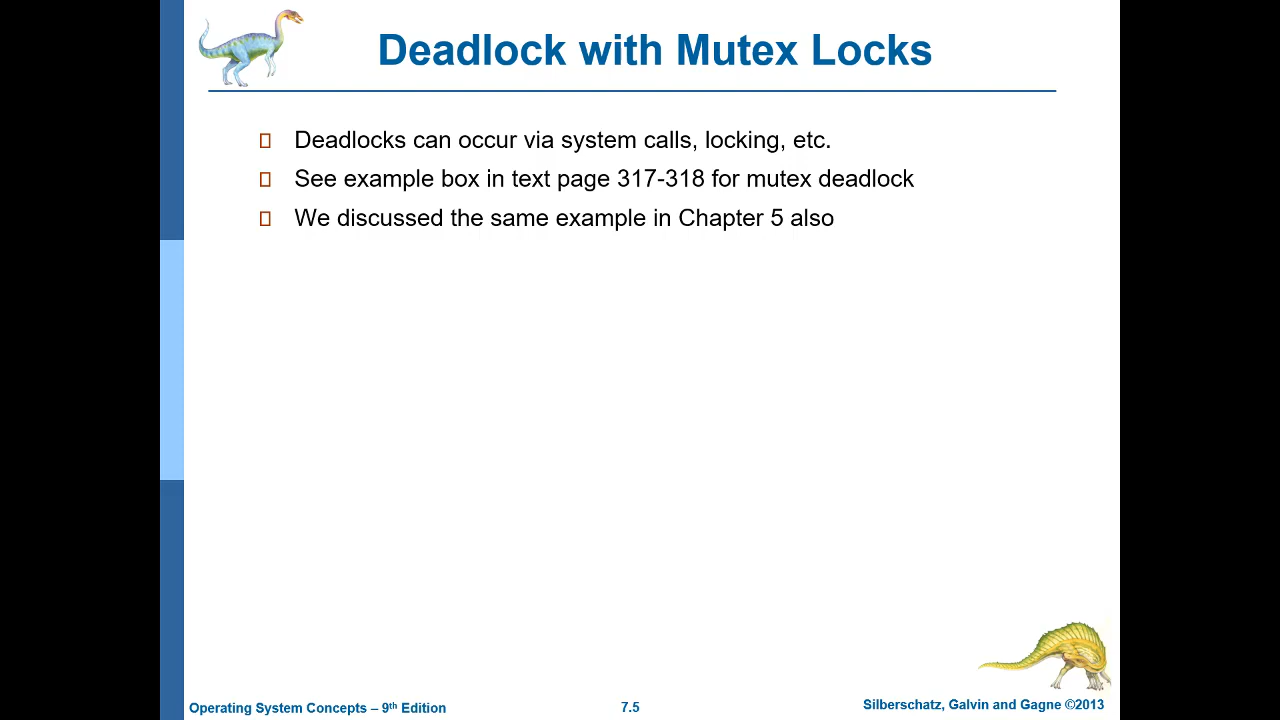 Deadlock with Mutex Locks
Deadlocks can occur via system calls, locking, etc.
See example box in text page 317-318 for mutex deadlock
We discussed the same example in Chapter 5 also
Operating System Concepts – 9th Edition
7.5
Silberschatz, Galvin and Gagne ©2013